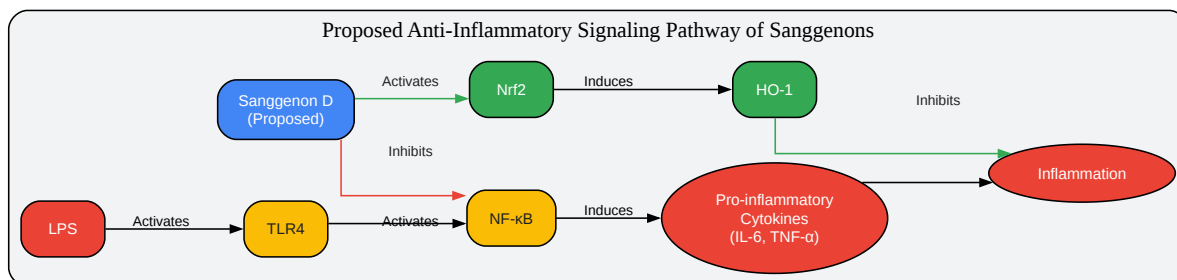 Proposed Anti-Inflammatory Signaling Pathway of Sanggenons
Sanggenon D
(Proposed)
Activates
Nrf2
Induces
HO-1
Inhibits
Inhibits
Inflammation
LPS
Activates
TLR4
Activates
NF-κB
Induces
Pro-inflammatory
Cytokines
(IL-6, TNF-α)